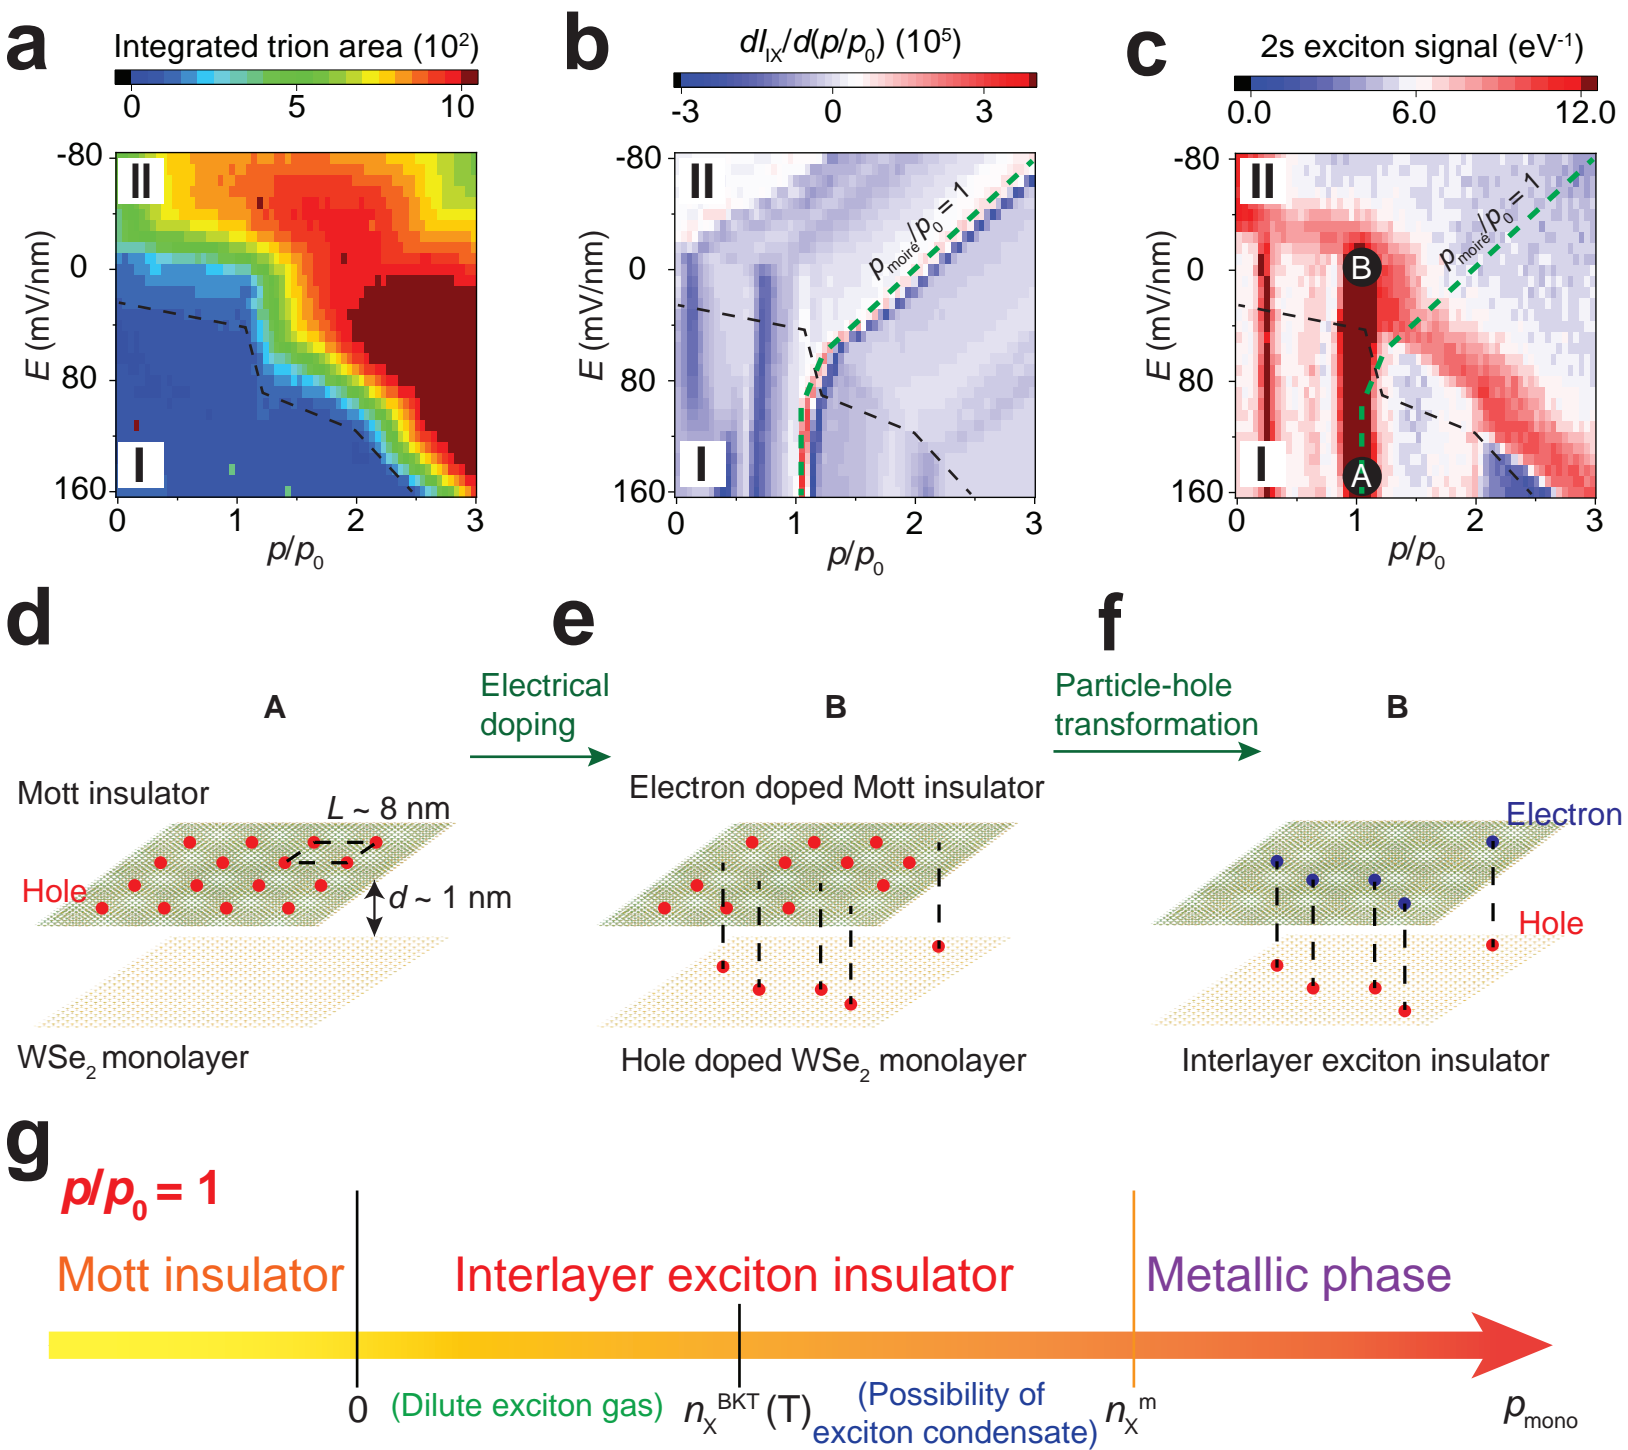 a
Integrated trion area (10²)
0 5 10
-80
0
80
160
E (mV/nm)
II
I
0 1 2 3
p/p₀
b
dI_IX/d(p/p₀) (10⁵)
-3 0 3
-80
0
80
160
E (mV/nm)
II
I
p_moiré/p₀ = 1
0 1 2 3
p/p₀
c
2s exciton signal (eV⁻¹)
0.0 6.0 12.0
-80
0
80
160
E (mV/nm)
II
I
B
A
p_moiré/p₀ = 1
0 1 2 3
p/p₀
d
A
Mott insulator
L ~ 8 nm
Hole
d ~ 1 nm
WSe₂ monolayer
Electrical
doping
e
B
Electron doped Mott insulator
Hole doped WSe₂ monolayer
Particle-hole
transformation
f
B
Electron
Hole
Interlayer exciton insulator
g
p/p₀ = 1
Mott insulator
Interlayer exciton insulator
Metallic phase
0
(Dilute exciton gas)
n_X^BKT (T)
(Possibility of
exciton condensate)
n_X^m
p_mono